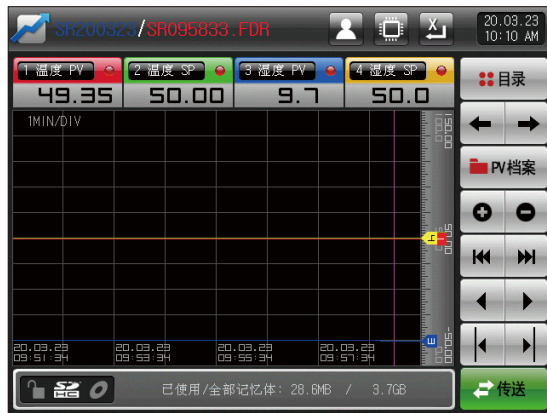 SR200323/SR095833.FDR
20.03.23
10:10 AM
1 温度 PV
2 温度 SP
3 湿度 PV
4 湿度 SP
49.35
50.00
9.7
50.0
目录
1MIN/DIV
150.0
PV档案
50.00
20.03.23 20.03.23 20.03.23 20.03.23
09:51:34 09:53:34 09:55:34 09:57:34
已使用/全部记忆体: 28.6MB / 3.7GB
传送